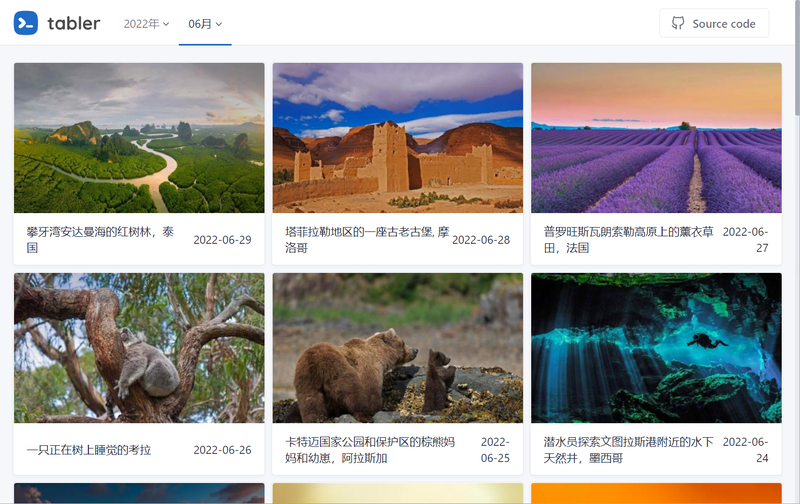 tabler
2022年
06月
Source code
攀牙湾安达曼海的红树林，泰
国
2022-06-29
塔菲拉勒地区的一座古老古堡, 摩
洛哥
2022-06-28
普罗旺斯瓦朗索勒高原上的薰衣草
田，法国
2022-06-
27
一只正在树上睡觉的考拉
2022-06-26
卡特迈国家公园和保护区的棕熊妈
妈和幼崽，阿拉斯加
2022-
06-25
潜水员探索文图拉斯港附近的水下
天然井，墨西哥
2022-06-
24